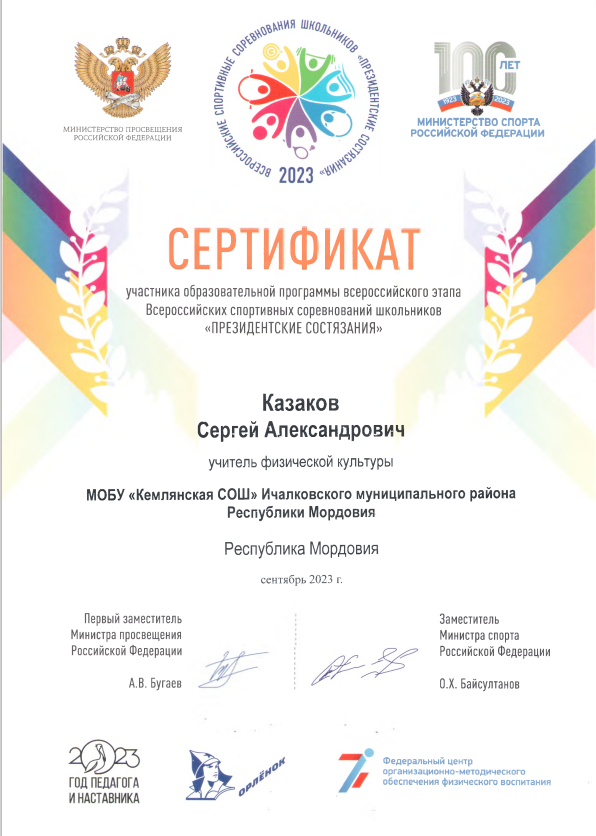 МИНИСТЕРСТВО ПРОСВЕЩЕНИЯ
РОССИЙСКОЙ ФЕДЕРАЦИИ
ВСЕРОССИЙСКИЕ СПОРТИВНЫЕ СОРЕВНОВАНИЯ ШКОЛЬНИКОВ «ПРЕЗИДЕНТСКИЕ СОСТЯЗАНИЯ»
2023
100 ЛЕТ
1923 2023
МИНИСТЕРСТВО СПОРТА
РОССИЙСКОЙ ФЕДЕРАЦИИ
СЕРТИФИКАТ
участника образовательной программы всероссийского этапа
Всероссийских спортивных соревнований школьников
«ПРЕЗИДЕНТСКИЕ СОСТЯЗАНИЯ»
Казаков
Сергей Александрович
учитель физической культуры
МОБУ «Кемлянская СОШ» Ичалковского муниципального района
Республики Мордовия
Республика Мордовия
сентябрь 2023 г.
Первый заместитель
Министра просвещения
Российской Федерации
А.В. Бугаев
Заместитель
Министра спорта
Российской Федерации
О.Х. Байсултанов
2023
ГОД ПЕДАГОГА
И НАСТАВНИКА
ОРЛЁНОК
Федеральный центр
организационно-методического
обеспечения физического воспитания